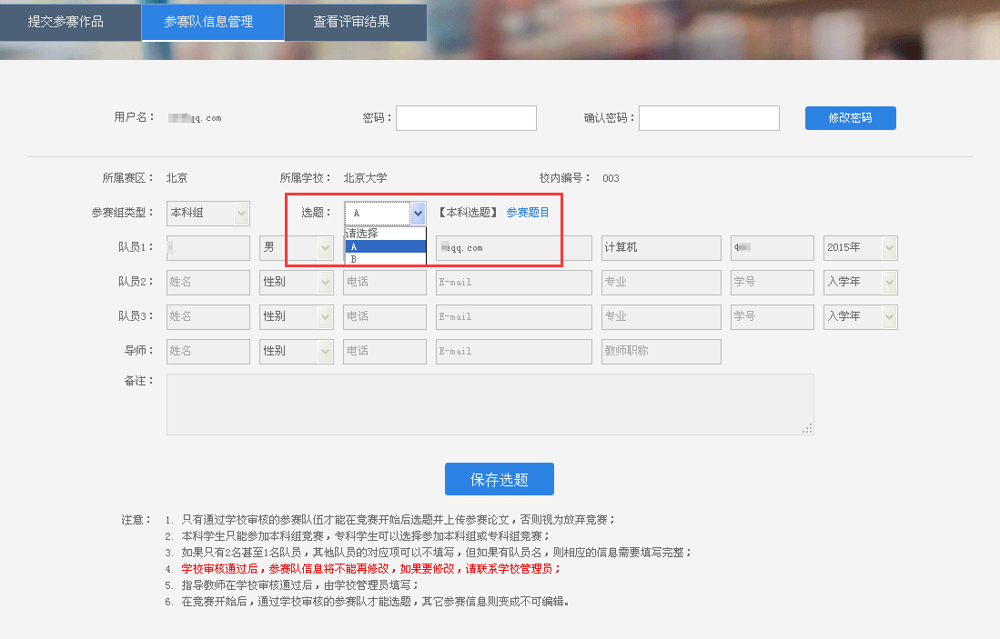 提交参赛作品 参赛队信息管理 查看评审结果
用户名： qq.com 密码： 确认密码： 修改密码
所属赛区： 北京 所属学校： 北京大学 校内编号： 003
参赛组类型： 本科组 选题： A 【本科选题】 参赛题目
请选择
A
B
队员1： 男 qq.com 计算机 4 2015年
队员2： 姓名 性别 电话 E-mail 专业 学号 入学年
队员3： 姓名 性别 电话 E-mail 专业 学号 入学年
导师： 姓名 性别 电话 E-mail 教师职称
备注：
保存选题
注意： 1. 只有通过学校审核的参赛队伍才能在竞赛开始后选题并上传参赛论文，否则视为放弃竞赛；
2. 本科学生只能参加本科组竞赛，专科学生可以选择参加本科组或专科组竞赛；
3. 如果只有2名甚至1名队员，其他队员的对应项可以不填写，但如果有队员名，则相应的信息需要填写完整；
4. 学校审核通过后，参赛队信息将不能再修改，如果要修改，请联系学校管理员；
5. 指导教师在学校审核通过后，由学校管理员填写；
6. 在竞赛开始后，通过学校审核的参赛队才能选题，其它参赛信息则变成不可编辑。